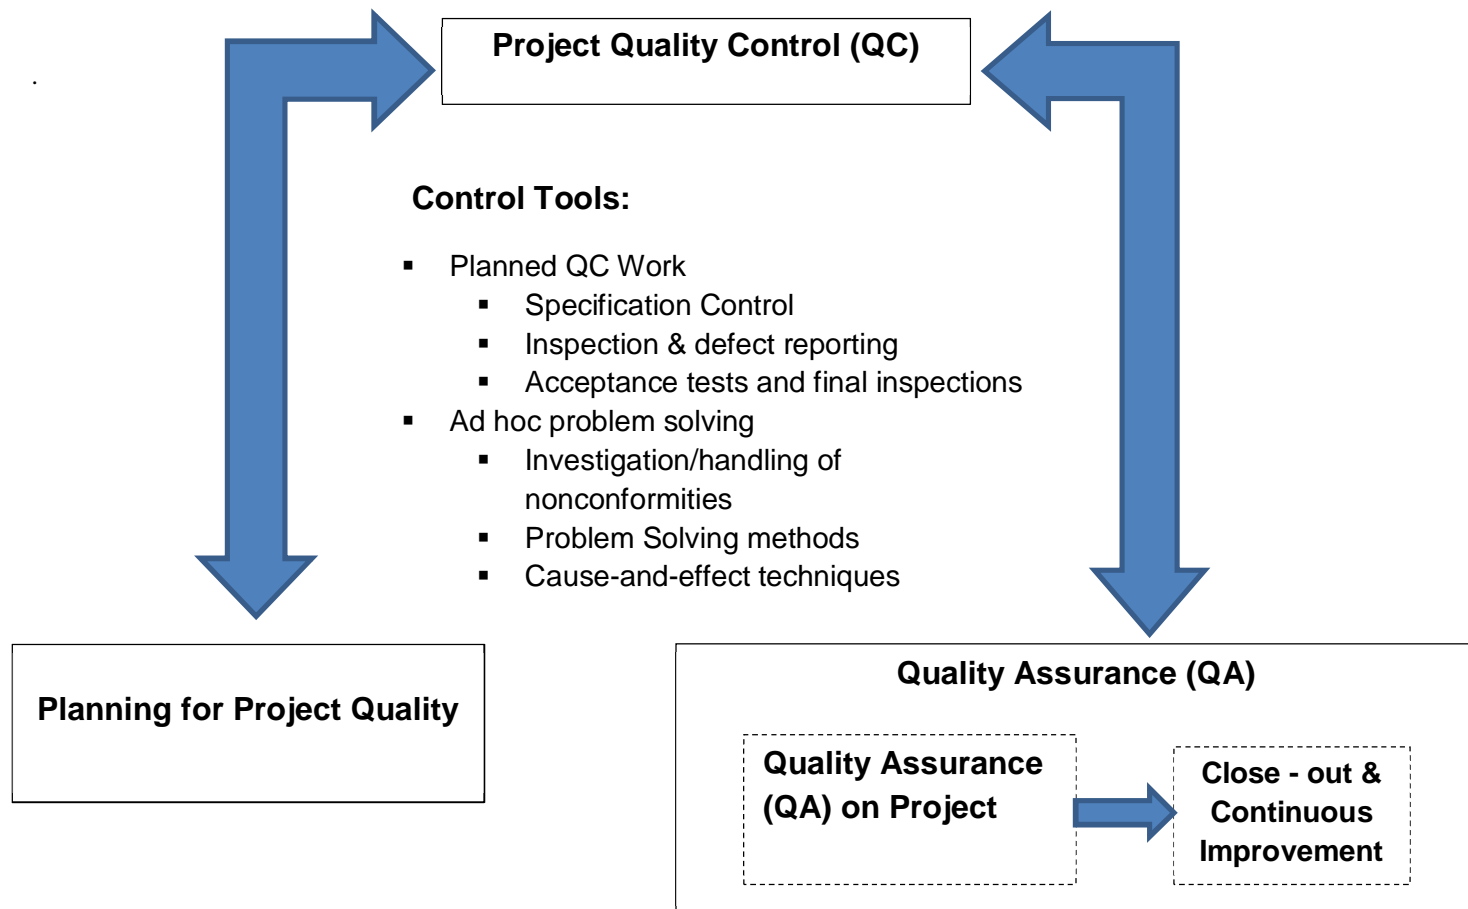 Project Quality Control (QC)
.
Control Tools:
▪ Planned QC Work
▪ Specification Control
▪ Inspection & defect reporting
▪ Acceptance tests and final inspections
▪ Ad hoc problem solving
▪ Investigation/handling of
nonconformities
▪ Problem Solving methods
▪ Cause-and-effect techniques
Planning for Project Quality
Quality Assurance (QA)
Quality Assurance
(QA) on Project
Close - out &
Continuous
Improvement